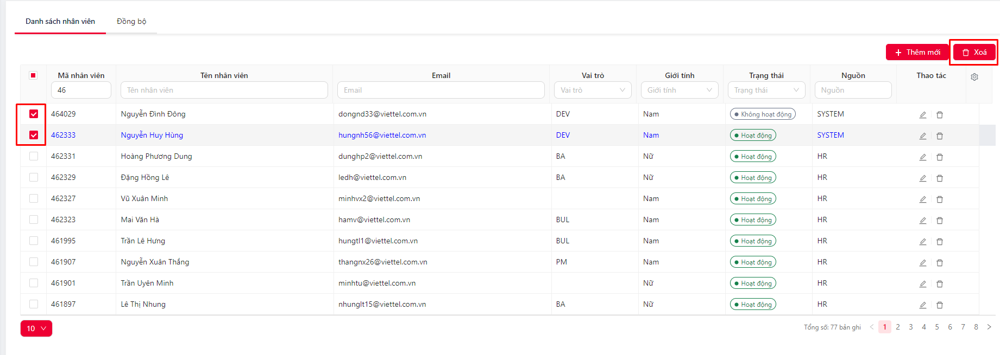 Danh sách nhân viên Đồng bộ
Thêm mới Xoá
Mã nhân viên Tên nhân viên Email Vai trò Giới tính Trạng thái Nguồn Thao tác
46 Tên nhân viên Email Vai trò Giới tính Trạng thái Nguồn
464029 Nguyễn Đình Đông dongnd33@viettel.com.vn DEV Nam Không hoạt động SYSTEM
462333 Nguyễn Huy Hùng hungnh56@viettel.com.vn DEV Nam Hoạt động SYSTEM
462331 Hoàng Phương Dung dunghp2@viettel.com.vn BA Nữ Hoạt động HR
462329 Đặng Hồng Lê ledh@viettel.com.vn BA Nữ Hoạt động HR
462327 Vũ Xuân Minh minhvx2@viettel.com.vn Nam Hoạt động HR
462323 Mai Văn Hà hamv@viettel.com.vn BUL Nam Hoạt động HR
461995 Trần Lê Hưng hungtl1@viettel.com.vn BUL Nam Hoạt động HR
461907 Nguyễn Xuân Thắng thangnx26@viettel.com.vn PM Nam Hoạt động HR
461901 Trần Uyên Minh minhtu@viettel.com.vn Nữ Hoạt động HR
461897 Lê Thị Nhung nhunglt15@viettel.com.vn BA Nữ Hoạt động HR
10 Tổng số: 77 bản ghi < 1 2 3 4 5 6 7 8 >